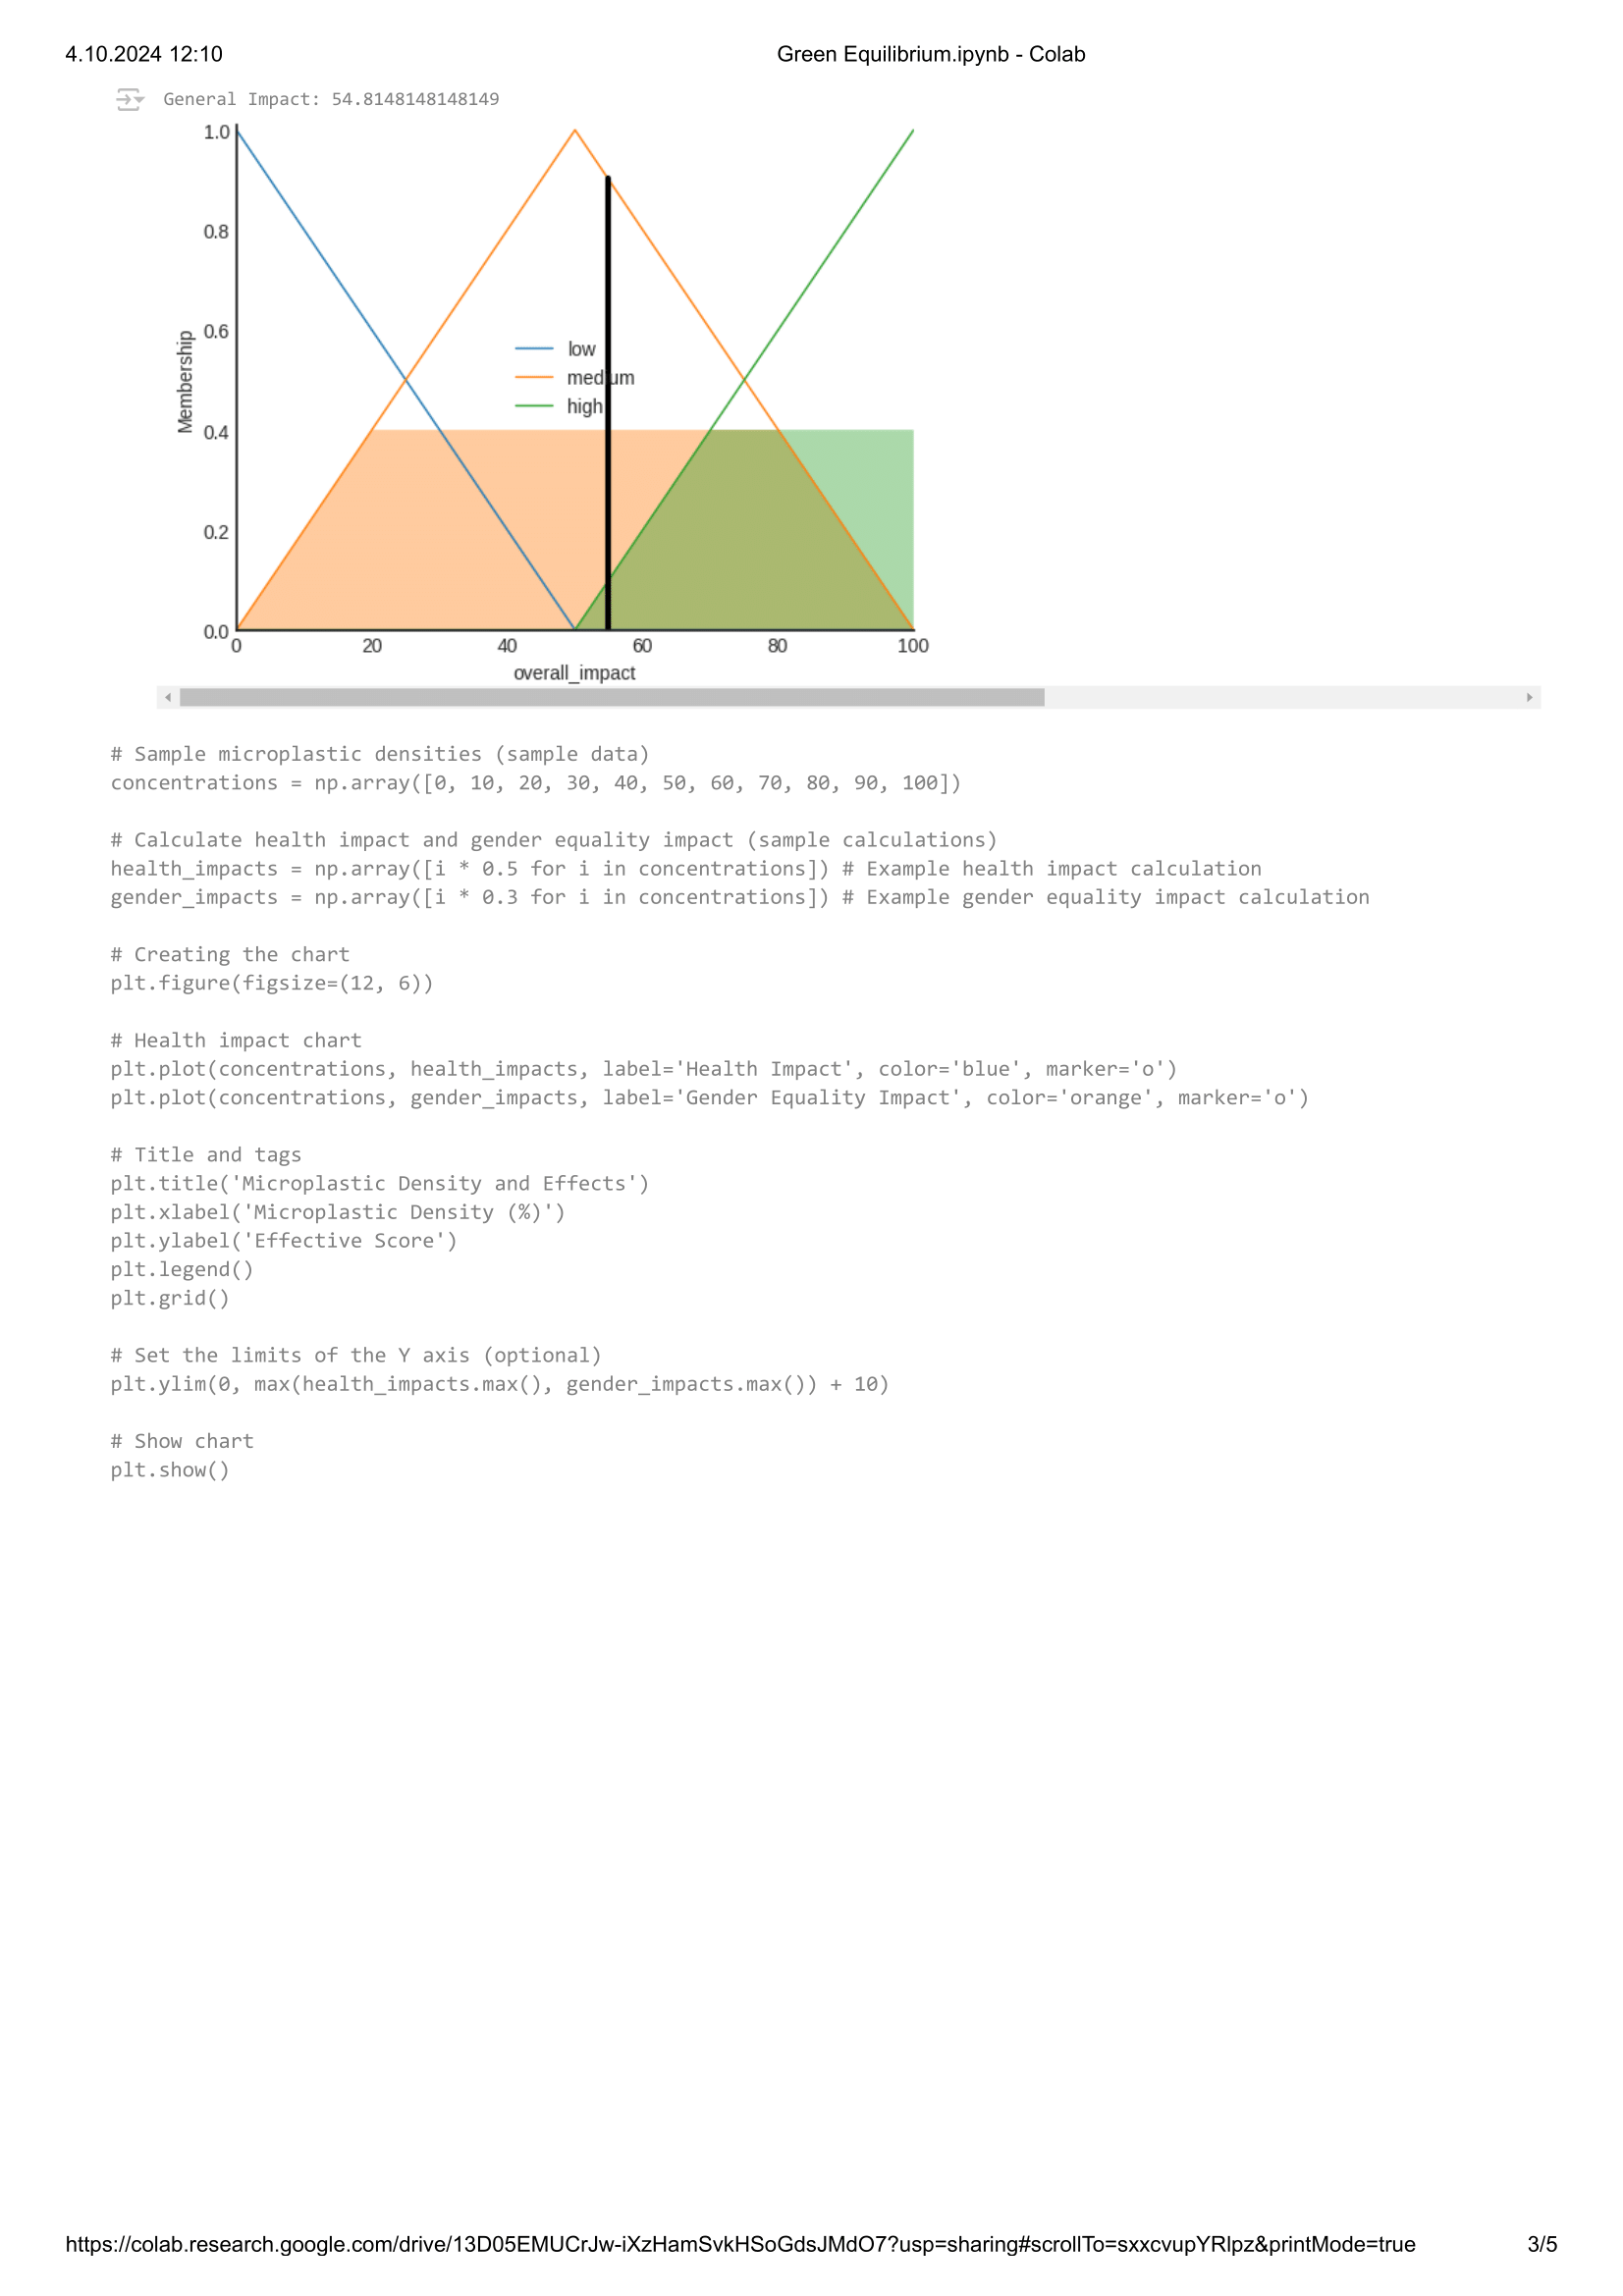 4.10.2024 12:10
Green Equilibrium.ipynb - Colab
General Impact: 54.8148148148149
1.0
0.8
0.6
0.4
0.2
0.0
Membership
low
medium
high
0 20 40 60 80 100
overall_impact
# Sample microplastic densities (sample data)
concentrations = np.array([0, 10, 20, 30, 40, 50, 60, 70, 80, 90, 100])
# Calculate health impact and gender equality impact (sample calculations)
health_impacts = np.array([i * 0.5 for i in concentrations]) # Example health impact calculation
gender_impacts = np.array([i * 0.3 for i in concentrations]) # Example gender equality impact calculation
# Creating the chart
plt.figure(figsize=(12, 6))
# Health impact chart
plt.plot(concentrations, health_impacts, label='Health Impact', color='blue', marker='o')
plt.plot(concentrations, gender_impacts, label='Gender Equality Impact', color='orange', marker='o')
# Title and tags
plt.title('Microplastic Density and Effects')
plt.xlabel('Microplastic Density (%)')
plt.ylabel('Effective Score')
plt.legend()
plt.grid()
# Set the limits of the Y axis (optional)
plt.ylim(0, max(health_impacts.max(), gender_impacts.max()) + 10)
# Show chart
plt.show()
https://colab.research.google.com/drive/13D05EMUCrJw-iXzHamSvkHSoGdsJMdO7?usp=sharing#scrollTo=sxxcvupYRlpz&printMode=true
3/5